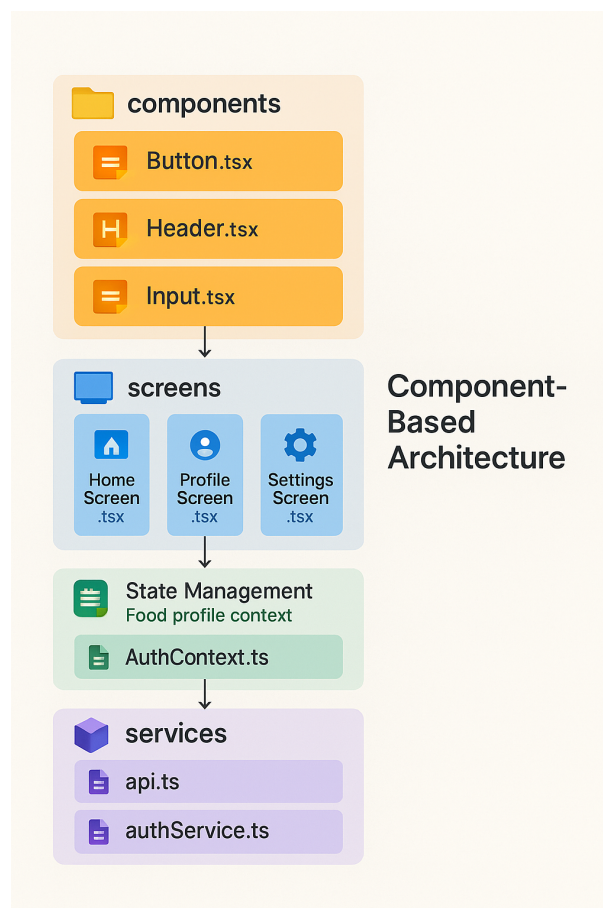 components
Button.tsx
H Header.tsx
Input.tsx
screens
Home
Screen
.tsx
Profile
Screen
.tsx
Settings
Screen
.tsx
Component-
Based
Architecture
State Management
Food profile context
AuthContext.ts
services
api.ts
authService.ts